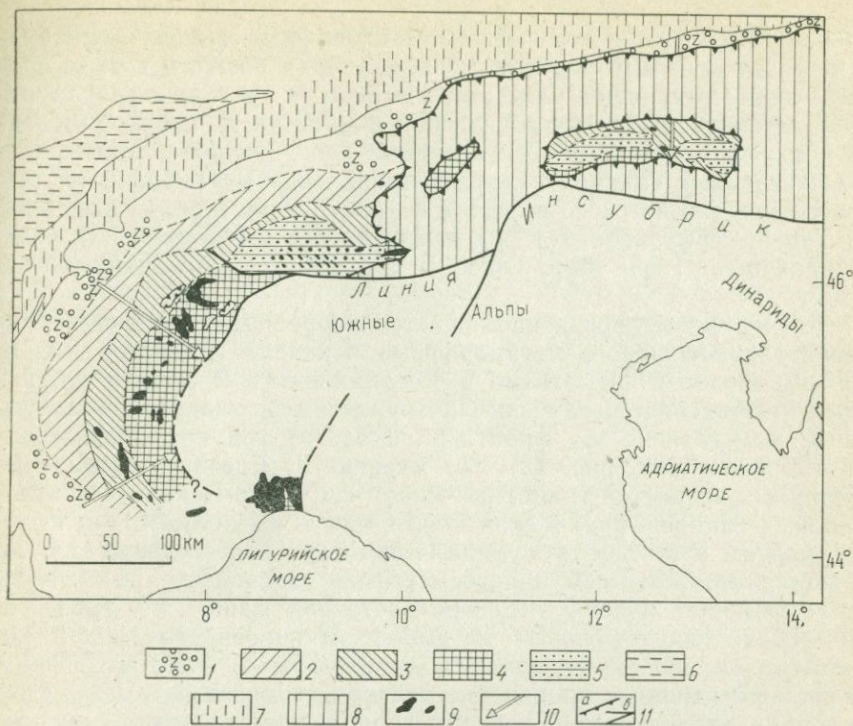 Z
Z
Z
Инсубрик
Линия
46°
Динариды
Южные
Альпы
Z
Z
АДРИАТИЧЕСКОЕ
МОРЕ
Z
Z
?
0 50 100 км
ЛИГУРИЙСКОЕ
МОРЕ
44°
8° 10° 12° 14°
Z 1 2 3 4 5 6
7 8 9 10 а б 11